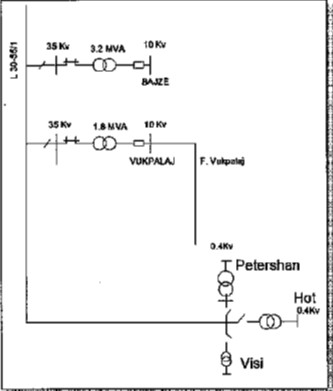 L 30-55/1
35 Kv 3.2 MVA 10 Kv
BAJZE
35 Kv 1.6 MVA 10 Kv
VUKPALAJ
F. Vukpalaj
0.4Kv
Petershan
Hot
0.4Kv
Visi